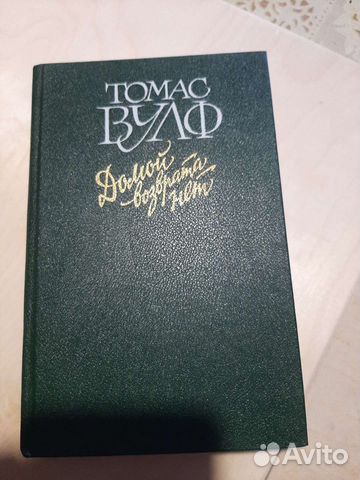 ТОМАС
ВУЛФ
Домой
возврата
нет
Avito